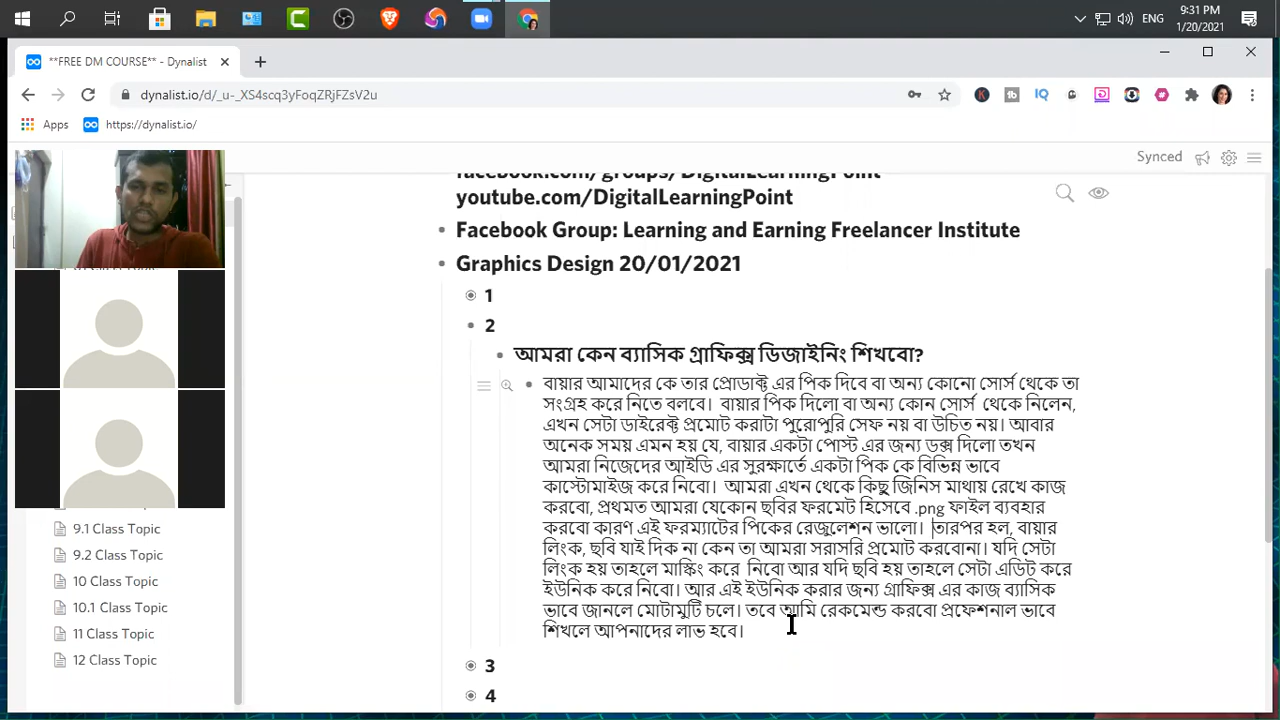 ENG
9:31 PM
1/20/2021
**FREE DM COURSE** - Dynalist
dynalist.io/d/_u-_XS4scq3yFoqZRjFZsV2u
Apps
https://dynalist.io/
Synced
facebook.com/groups/DigitalLearningPoint
youtube.com/DigitalLearningPoint
Facebook Group: Learning and Earning Freelancer Institute
Graphics Design 20/01/2021
1
2
আমরা কেন ব্যাসিক গ্রাফিক্স ডিজাইনিং শিখবো?
বায়ার আমাদের কে তার প্রোডাক্ট এর পিক দিবে বা অন্য কোনো সোর্স থেকে তা
সংগ্রহ করে নিতে বলবে। বায়ার পিক দিলো বা অন্য কোন সোর্স থেকে নিলেন,
এখন সেটা ডাইরেক্ট প্রমোট করাটা পুরোপুরি সেফ নয় বা উচিত নয়। আবার
অনেক সময় এমন হয় যে, বায়ার একটা পোস্ট এর জন্য ডক্স দিলো তখন
আমরা নিজেদের আইডি এর সুরক্ষার্তে একটা পিক কে বিভিন্ন ভাবে
কাস্টোমাইজ করে নিবো। আমরা এখন থেকে কিছু জিনিস মাথায় রেখে কাজ
করবো, প্রথমত আমরা যেকোন ছবির ফরমেট হিসেবে .png ফাইল ব্যবহার
করবো কারণ এই ফরম্যাটের পিকের রেজুলেশন ভালো। তারপর হল, বায়ার
লিংক, ছবি যাই দিক না কেন তা আমরা সরাসরি প্রমোট করবোনা। যদি সেটা
লিংক হয় তাহলে মাস্কিং করে নিবো আর যদি ছবি হয় তাহলে সেটা এডিট করে
ইউনিক করে নিবো। আর এই ইউনিক করার জন্য গ্রাফিক্স এর কাজ ব্যাসিক
ভাবে জানলে মোটামুটি চলে। তবে আমি রেকমেন্ড করবো প্রফেশনাল ভাবে
শিখলে আপনাদের লাভ হবে।
3
4
9.1 Class Topic
9.2 Class Topic
10 Class Topic
10.1 Class Topic
11 Class Topic
12 Class Topic